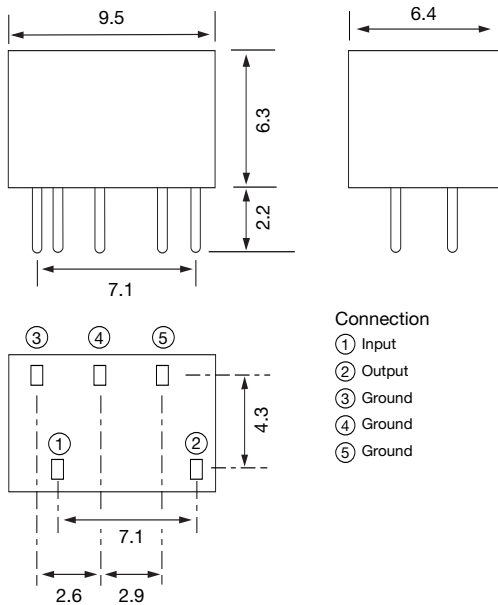 9.5
6.4
6.3
2.2
7.1
③ ④ ⑤
① ②
4.3
7.1
2.6 2.9
Connection
① Input
② Output
③ Ground
④ Ground
⑤ Ground